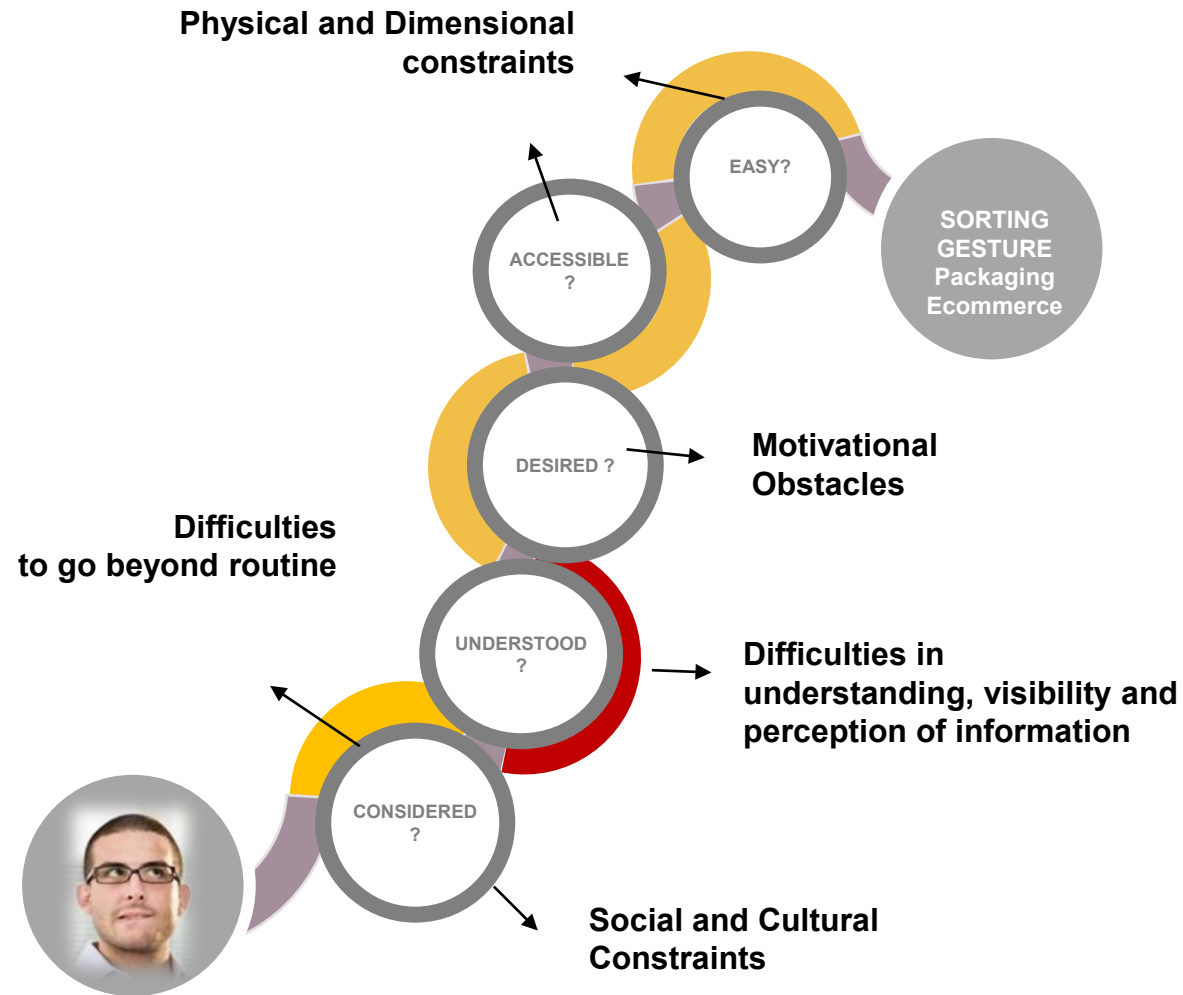 Physical and Dimensional
constraints
EASY?
SORTING
GESTURE
Packaging
Ecommerce
ACCESSIBLE
?
DESIRED ?
Motivational
Obstacles
Difficulties
to go beyond routine
UNDERSTOOD
?
Difficulties in
understanding, visibility and
perception of information
CONSIDERED
?
Social and Cultural
Constraints